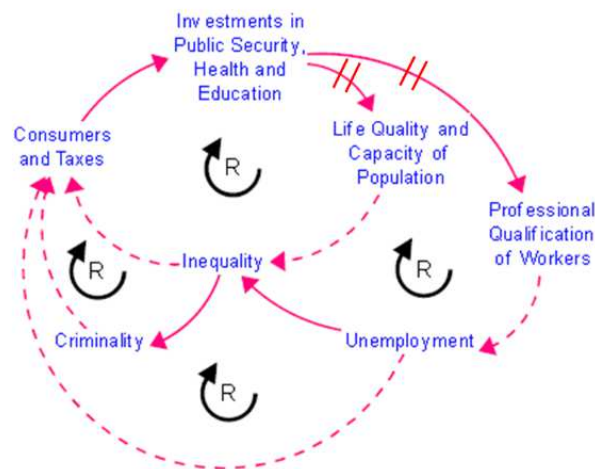 Investments in
Public Security,
Health and
Education
Consumers
and Taxes
Life Quality and
Capacity of
Population
R
Professional
Qualification
of Workers
Inequality
R
R
Criminality
Unemployment
R